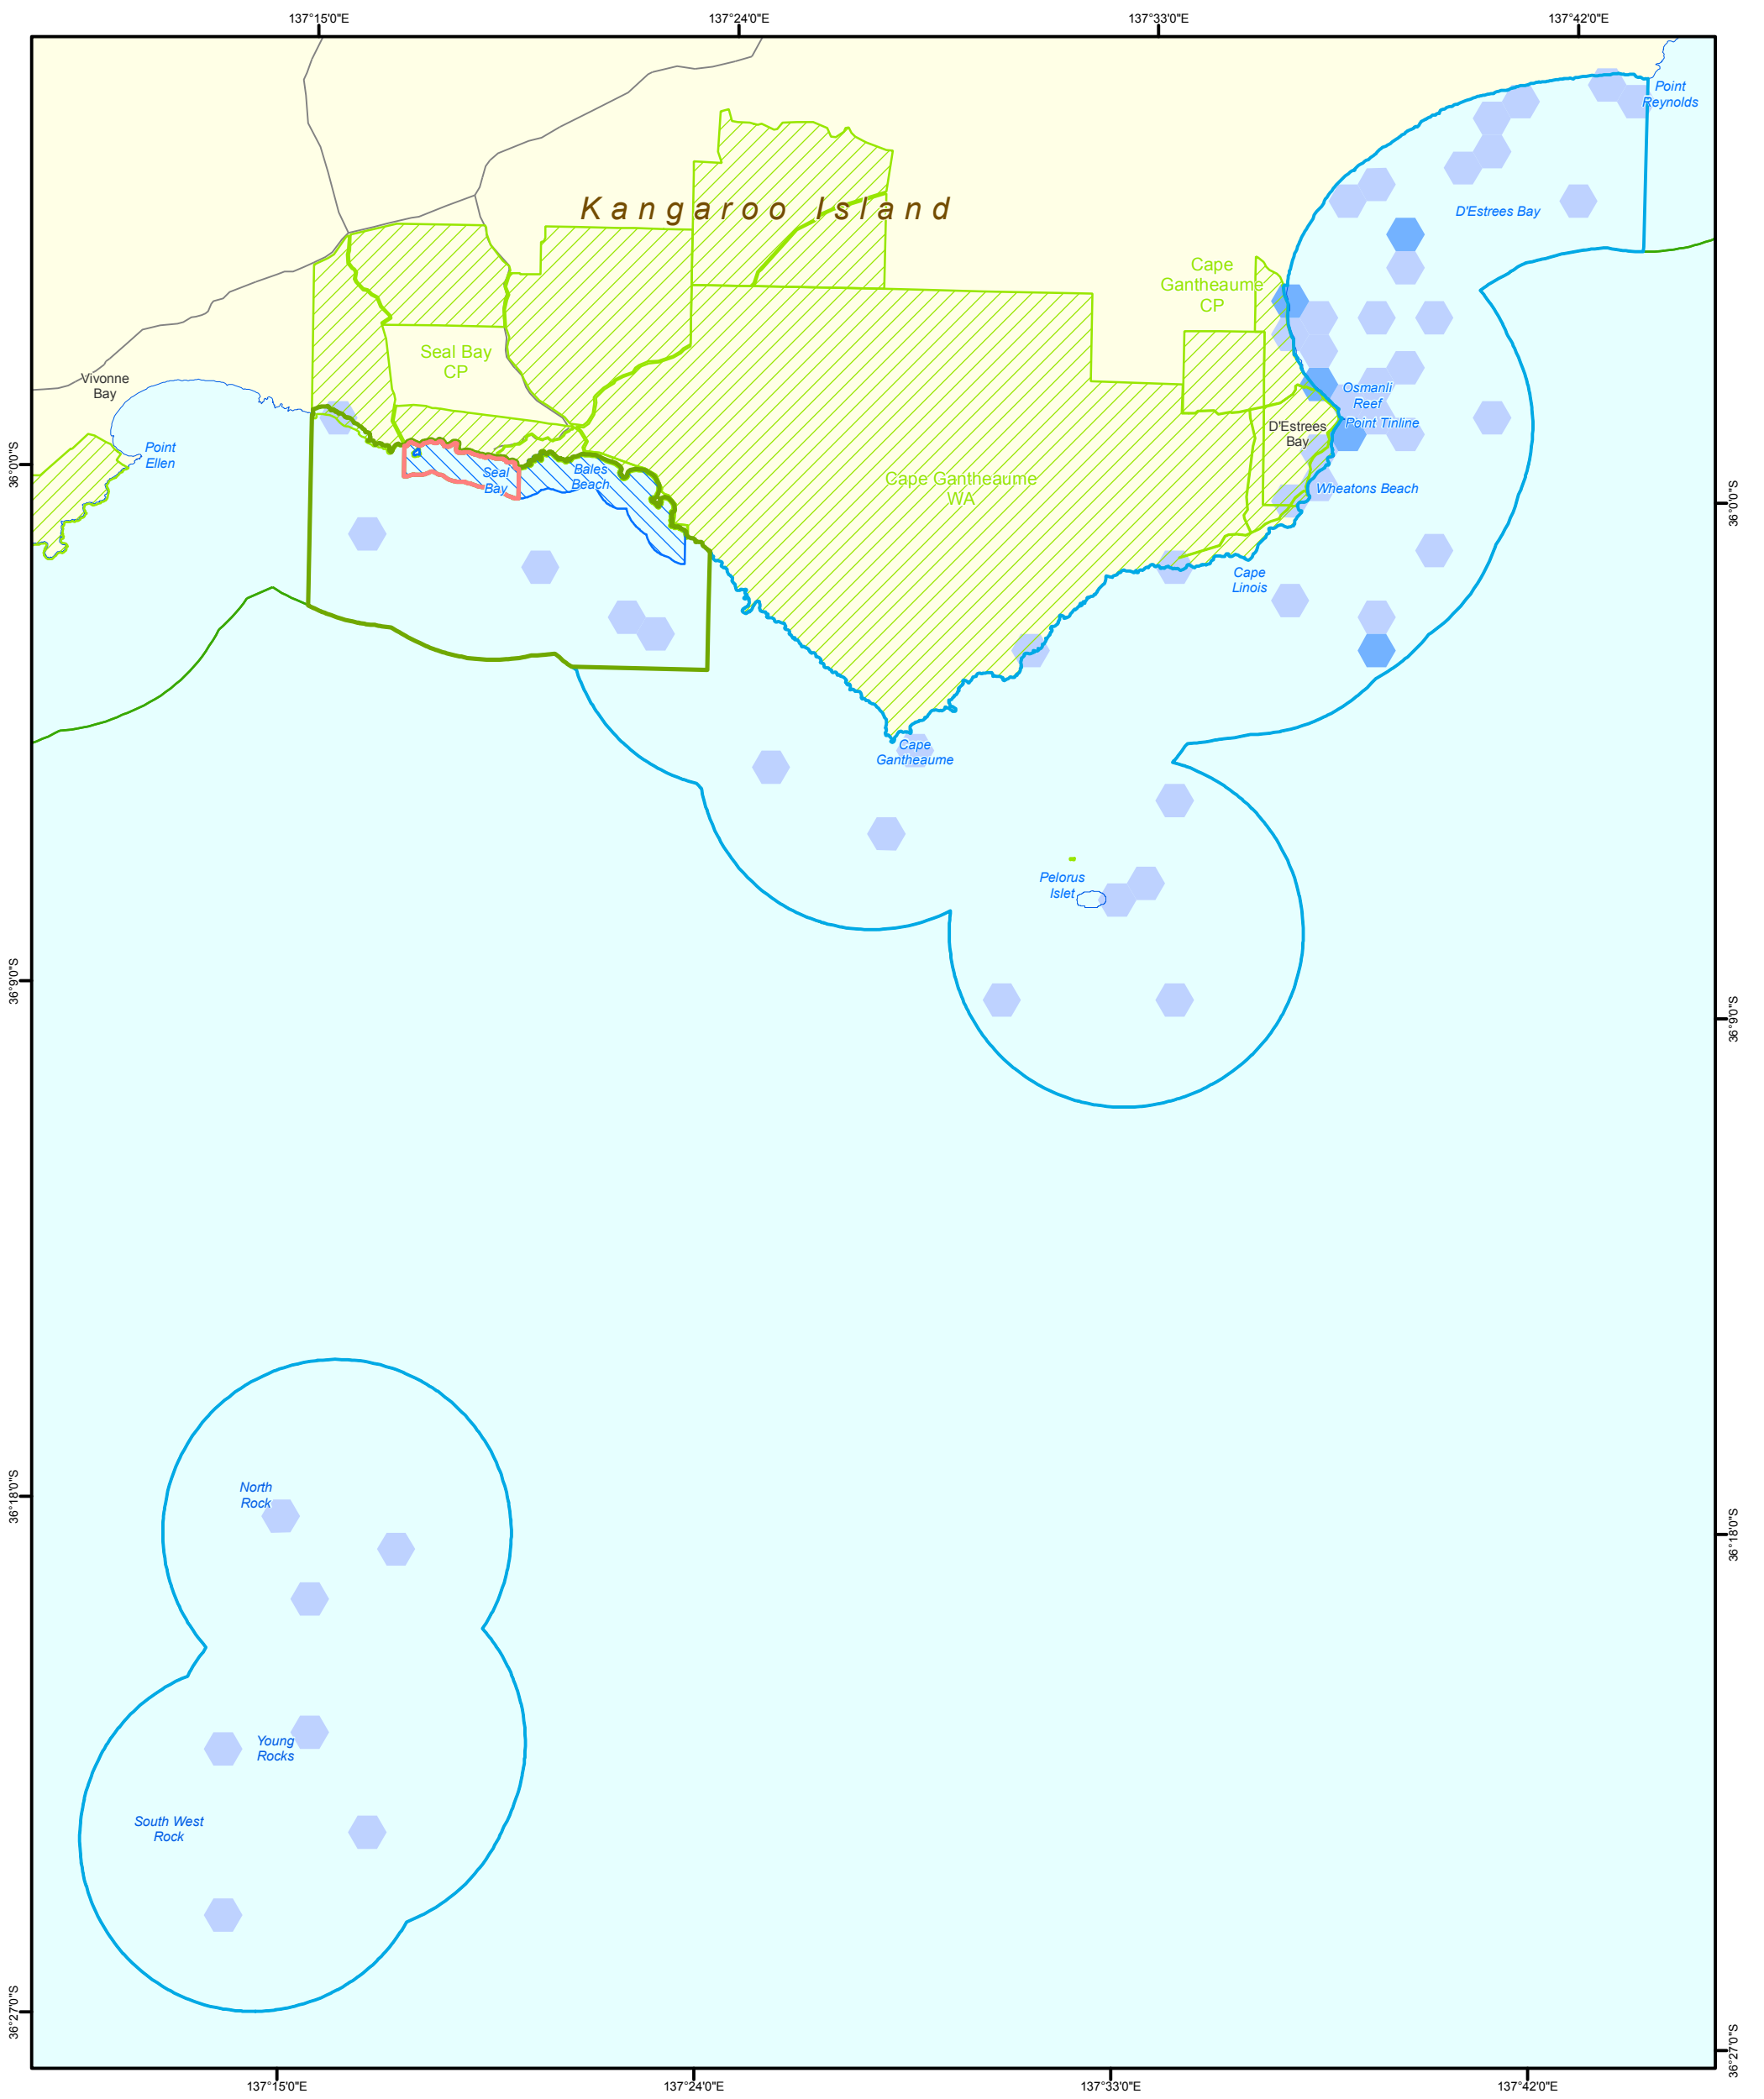 137°15'0"E
137°24'0"E
137°33'0"E
137°42'0"E
Point
Reynolds
Kangaroo Island
D'Estrees Bay
Cape
Gantheaume
CP
Seal Bay
CP
Vivonne
Bay
Osmanli
Reef
Point Tinline
D'Estrees
Bay
Point
Ellen
36°0'0"S
Seal
Bay
Bales
Beach
Cape Gantheaume
WA
Wheatons Beach
36°0'0"S
Cape
Linois
Cape
Gantheaume
Pelorus
Islet
36°9'0"S
36°9'0"S
North
Rock
36°18'0"S
36°18'0"S
Young
Rocks
South West
Rock
36°27'0"S
36°27'0"S
137°15'0"E
137°24'0"E
137°33'0"E
137°42'0"E